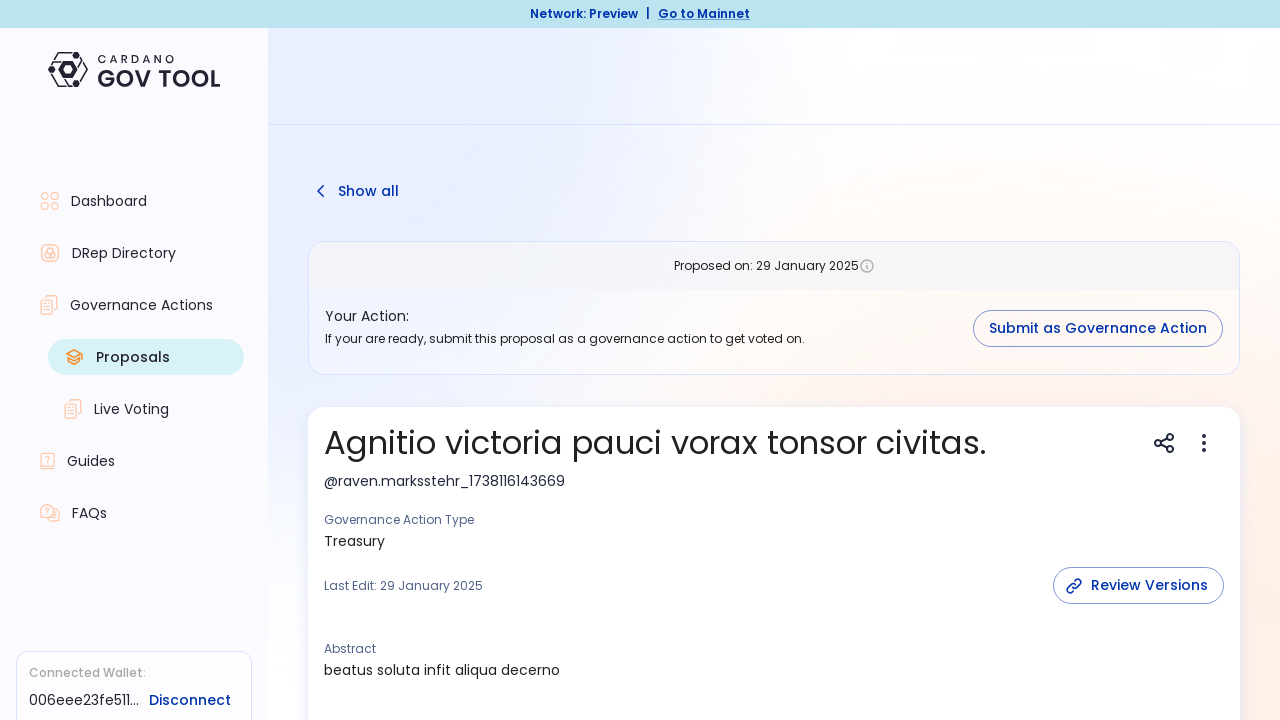 Network: Preview | Go to Mainnet
CARDANO
GOV TOOL
Dashboard
DRep Directory
Governance Actions
Proposals
Live Voting
Guides
FAQs
Connected Wallet:
006eee23fe511... Disconnect
Show all
Proposed on: 29 January 2025
Your Action:
If your are ready, submit this proposal as a governance action to get voted on.
Submit as Governance Action
Agnitio victoria pauci vorax tonsor civitas.
@raven.marksstehr_1738116143669
Governance Action Type
Treasury
Last Edit: 29 January 2025
Review Versions
Abstract
beatus soluta infit aliqua decerno